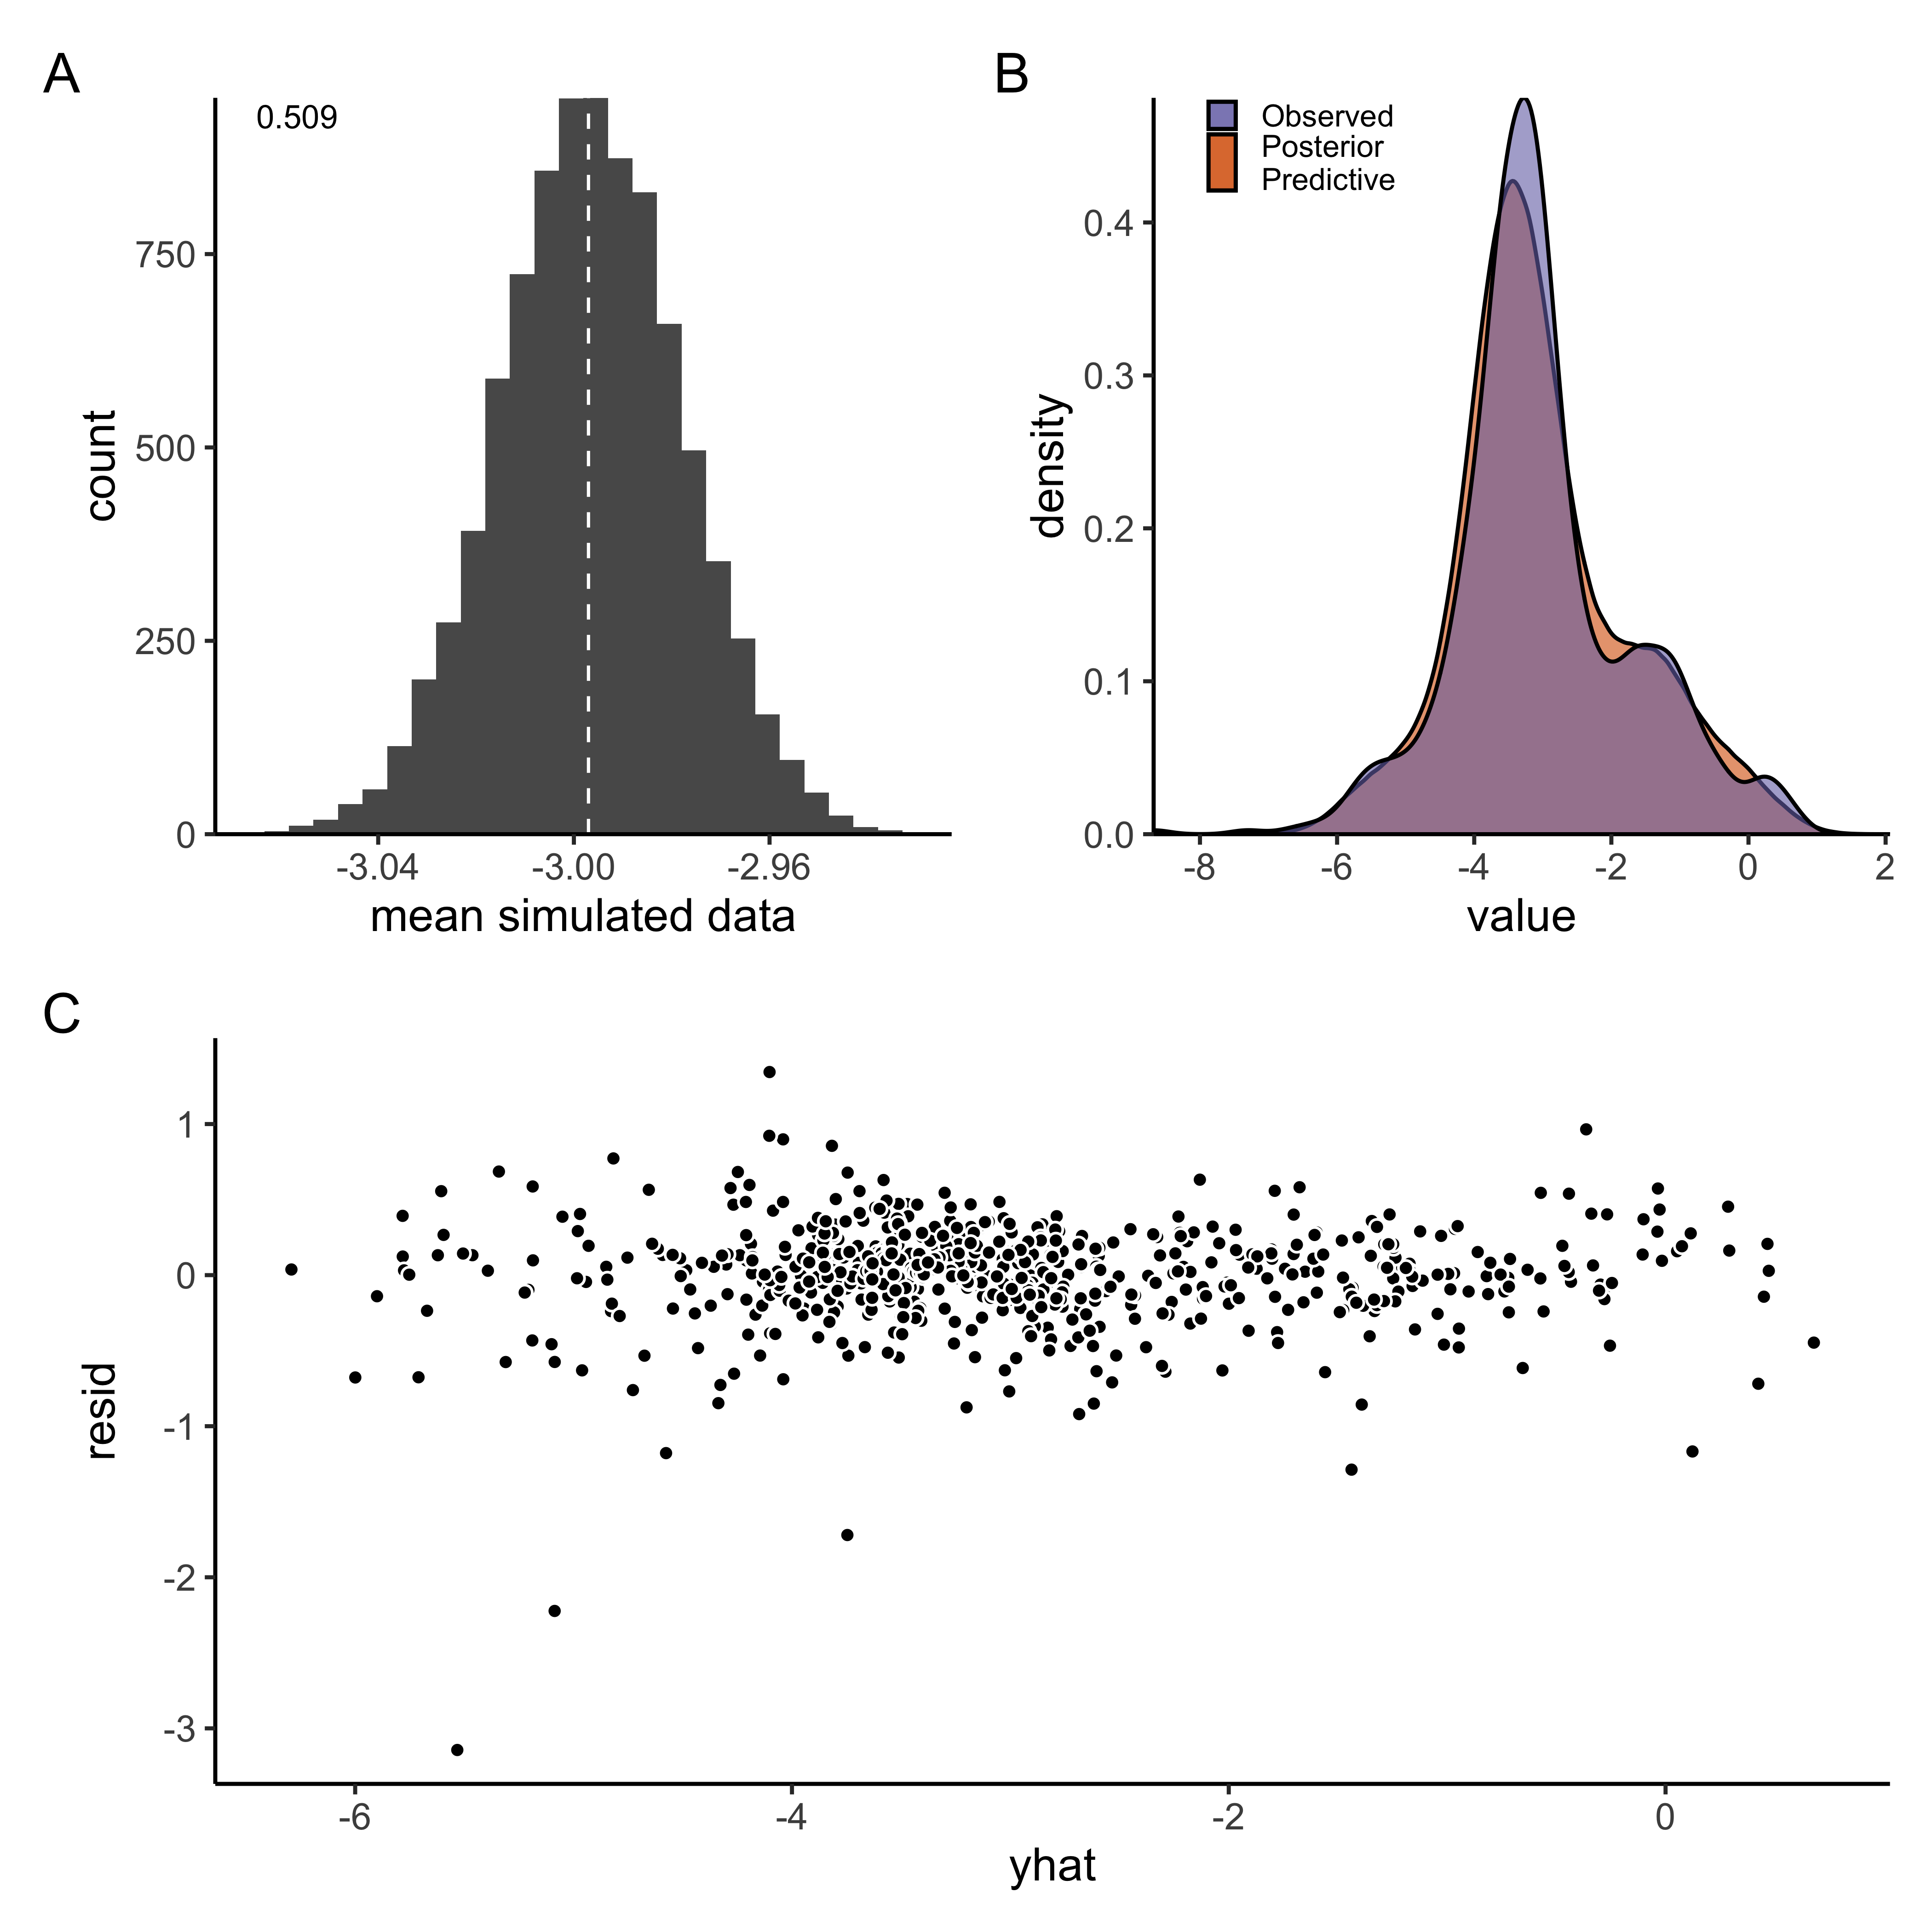 A
0.509
750
500
250
0
count
-3.04 -3.00 -2.96
mean simulated data
B
Observed
Posterior
Predictive
0.4
0.3
0.2
0.1
0.0
density
-8 -6 -4 -2 0 2
value
C
1
0
-1
-2
-3
resid
-6 -4 -2 0
yhat